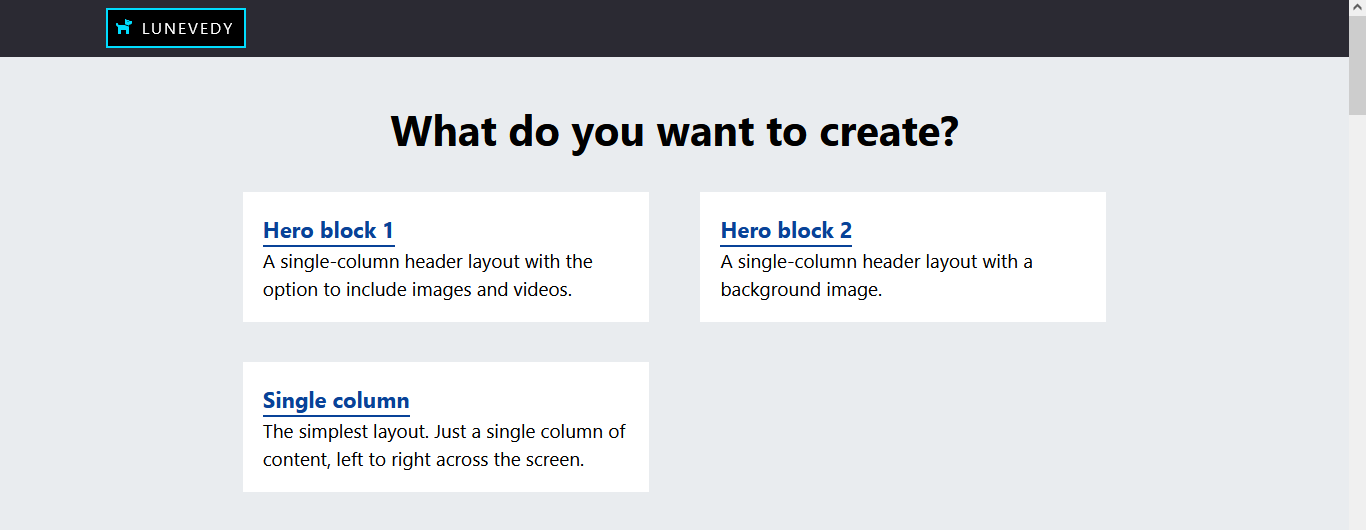 LUNEVEDY
What do you want to create?
Hero block 1
A single-column header layout with the
option to include images and videos.
Hero block 2
A single-column header layout with a
background image.
Single column
The simplest layout. Just a single column of
content, left to right across the screen.